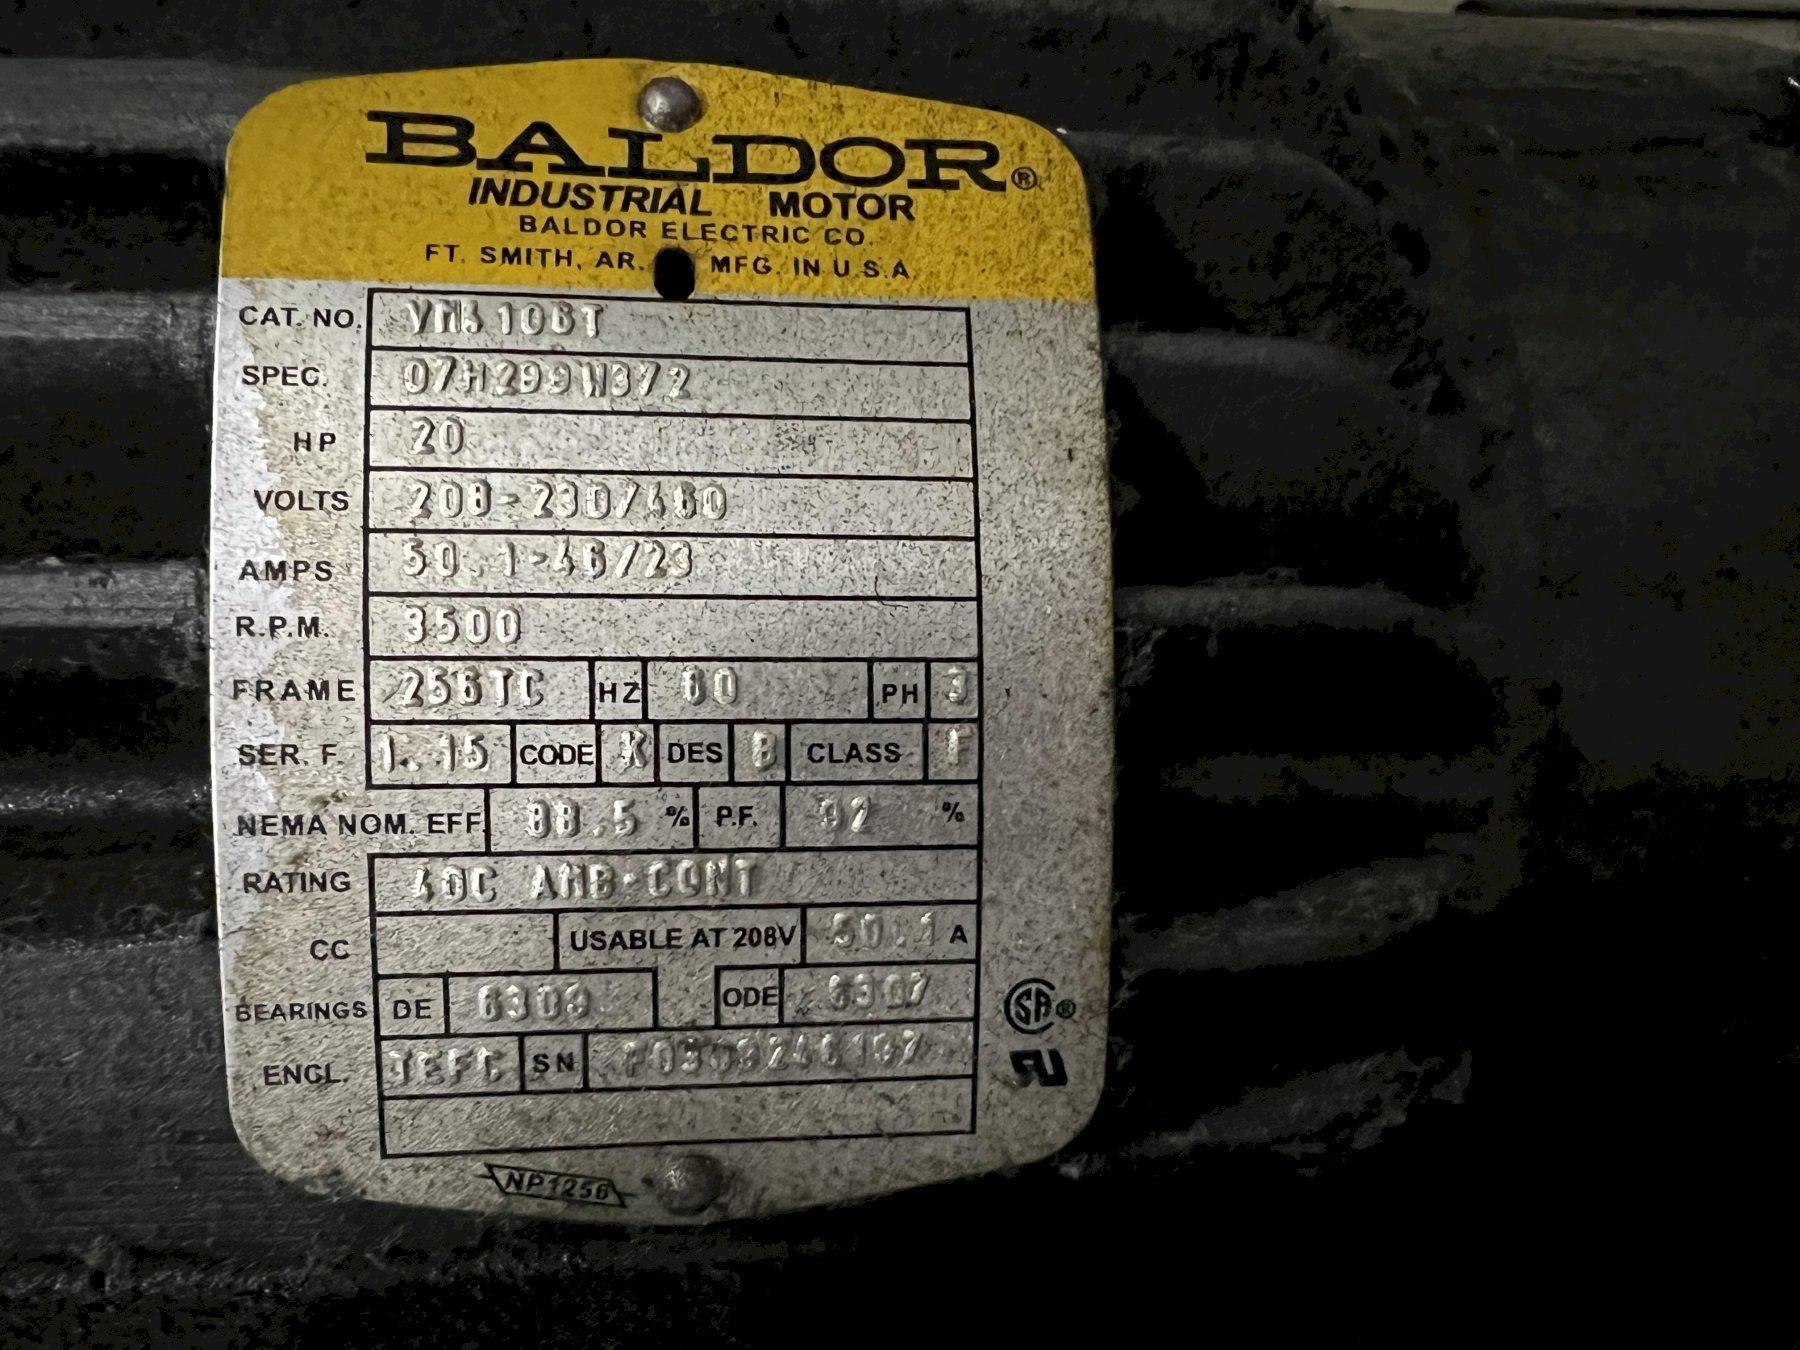 BALDOR®
INDUSTRIAL MOTOR
BALDOR ELECTRIC CO.
FT. SMITH, AR. MFG. IN U.S.A
CAT. NO. VM4106T
SPEC. 07H299W372
HP 20
VOLTS 208-230/460
AMPS 50.1-46/23
R.P.M. 3500
FRAME 256TC HZ 60 PH 3
SER. F. 1.15 CODE K DES B CLASS F
NEMA NOM. EFF. 88.5 % P.F. 92 %
RATING 40C AMB-CONT
CC USABLE AT 208V 50.1 A
BEARINGS DE 6309 ODE 6307
ENCL. TEFC SN
SA®
NP1256